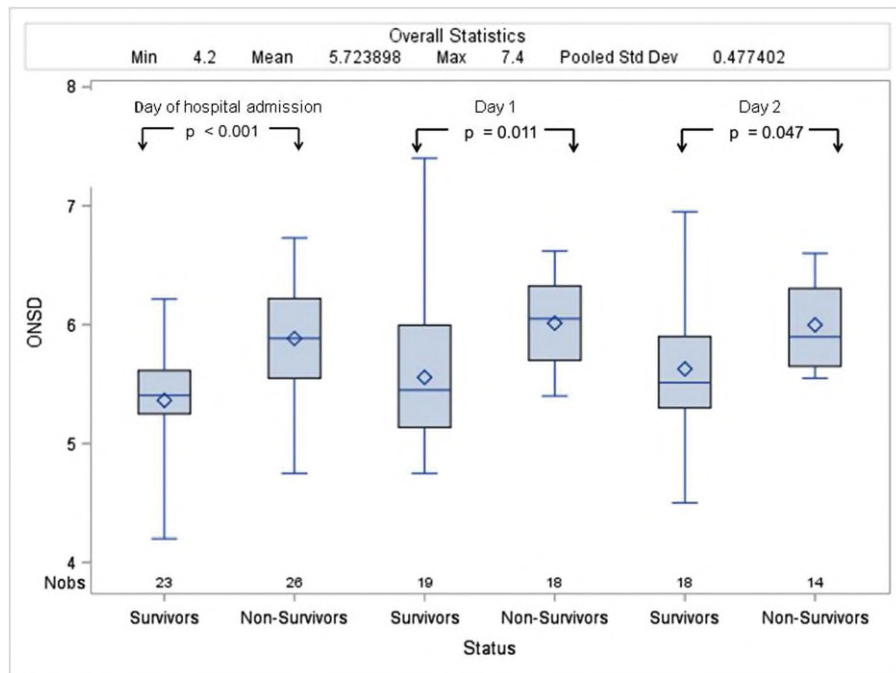 Overall Statistics
Min 4.2 Mean 5.723898 Max 7.4 Pooled Std Dev 0.477402
8
Day of hospital admission Day 1 Day 2
p < 0.001 p = 0.011 p = 0.047
7
6
ONSD
5
4
Nobs 23 26 19 18 18 14
Survivors Non-Survivors Survivors Non-Survivors Survivors Non-Survivors
Status